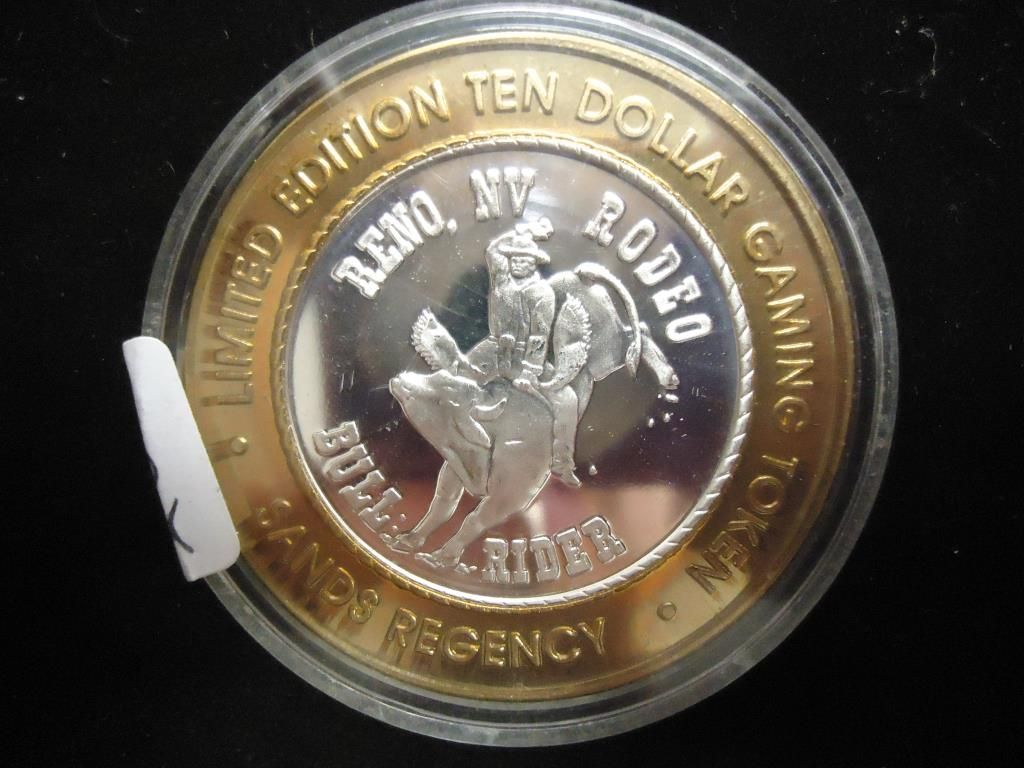 LIMITED EDITION TEN DOLLAR GAMING TOKEN
SANDS REGENCY
RENO, NV. RODEO
BULL RIDER